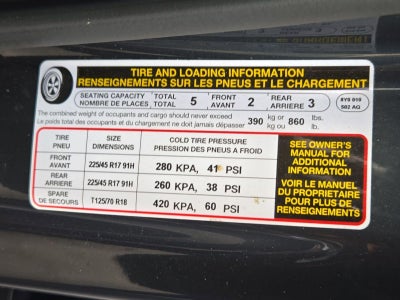 TIRE AND LOADING INFORMATION
RENSEIGNEMENTS SUR LES PNEUS ET LE CHARGEMENT
SEATING CAPACITY TOTAL 5 FRONT 2 REAR 3
NOMBRE DE PLACES TOTAL AVANT ARRIERE
The combined weight of occupants and cargo should never exceed 390 kg or 860 lbs.
Le poids total des occupants et du chargement ne doit jamais dépasser kg ou lb.
TIRE SIZE COLD TIRE PRESSURE
PNEU DIMENSIONS PRESSION DES PNEUS A FROID
FRONT
AVANT 225/45 R17 91H 280 KPA, 41 PSI
REAR
ARRIERE 225/45 R17 91H 260 KPA, 38 PSI
SPARE
DE SECOURS T125/70 R18 420 KPA, 60 PSI
SEE OWNER'S
MANUAL FOR
ADDITIONAL
INFORMATION
VOIR LE MANUEL
DU PROPRIETAIRE
POUR PLUS DE
RENSEIGNEMENTS